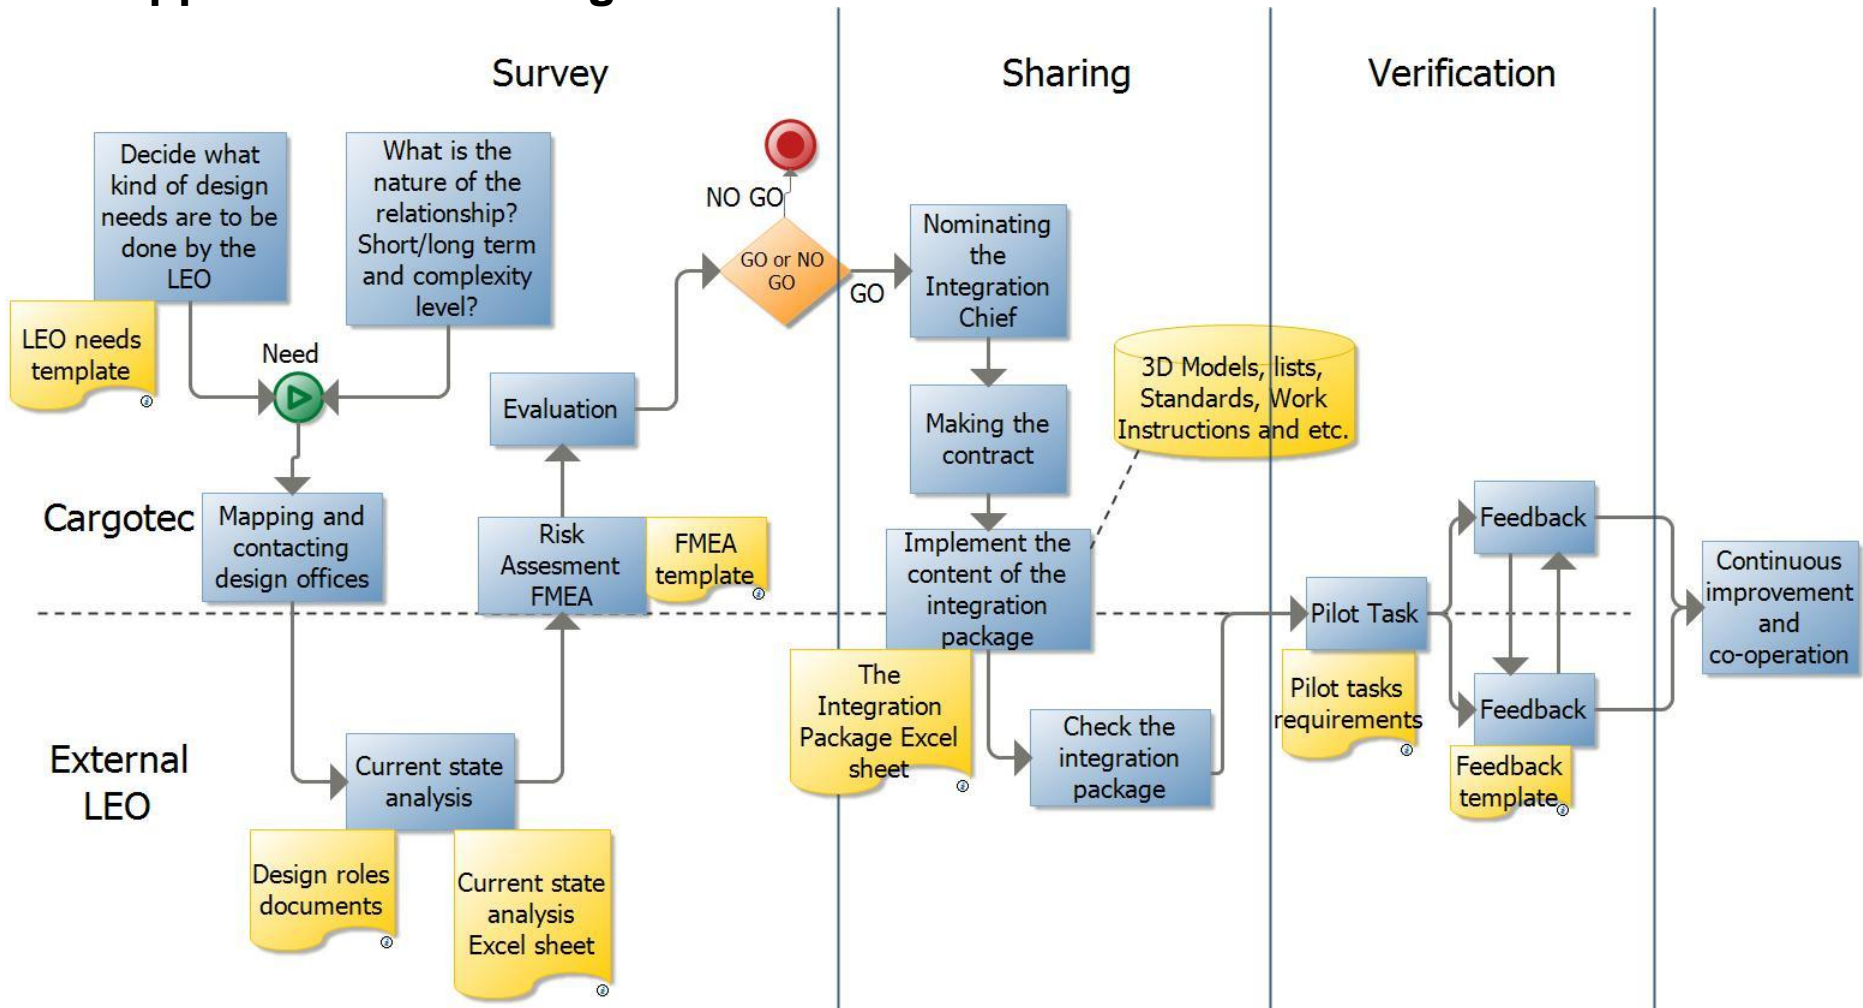 Survey
Sharing
Verification
Decide what
kind of design
needs are to be
done by the
LEO
LEO needs
template
What is the
nature of the
relationship?
Short/long term
and complexity
level?
Need
NO GO
GO or NO
GO
GO
Evaluation
Cargotec
Mapping and
contacting
design offices
Risk
Assesment
FMEA
FMEA
template
External
LEO
Current state
analysis
Design roles
documents
Current state
analysis
Excel sheet
Nominating
the
Integration
Chief
Making the
contract
3D Models, lists,
Standards, Work
Instructions and etc.
Implement the
content of the
integration
package
The
Integration
Package Excel
sheet
Check the
integration
package
Pilot Task
Pilot tasks
requirements
Feedback
Feedback
Feedback
template
Continuous
improvement
and
co-operation